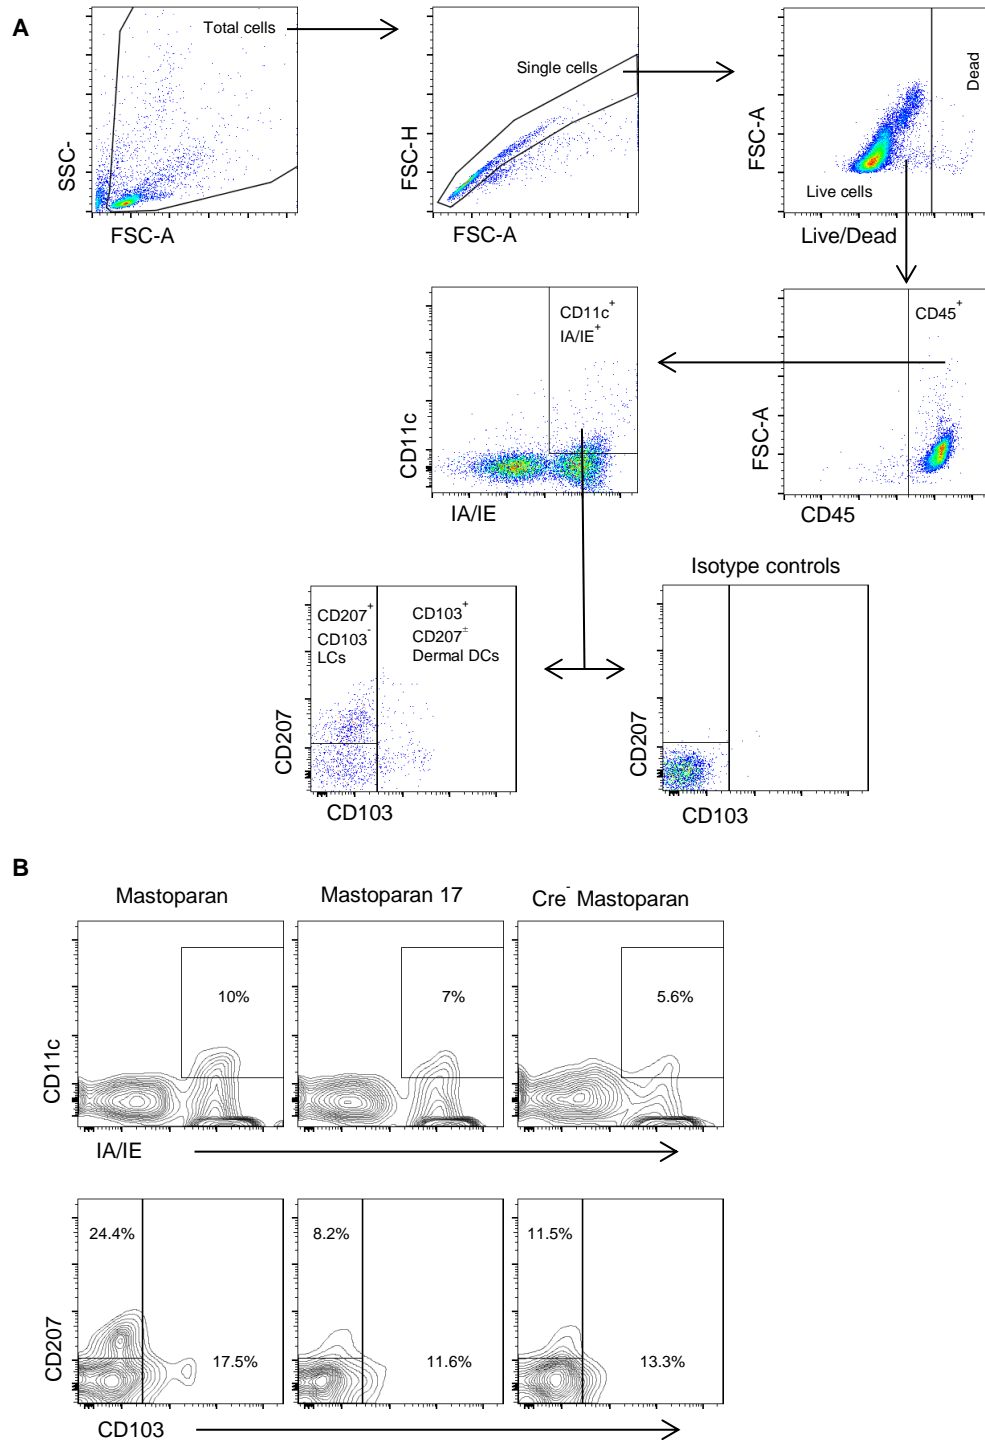 A
Total cells
SSC-
FSC-A
Single cells
FSC-H
FSC-A
Dead
FSC-A
Live cells
Live/Dead
CD11c⁺
IA/IE⁺
CD11c
IA/IE
CD45⁺
FSC-A
CD45
CD207⁺
CD103⁻
LCs
CD103⁺
CD207±
Dermal DCs
CD207
CD103
Isotype controls
CD207
CD103
B
Mastoparan
Mastoparan 17
Cre⁻ Mastoparan
10%
7%
5.6%
CD11c
IA/IE
24.4%
17.5%
8.2%
11.6%
11.5%
13.3%
CD207
CD103